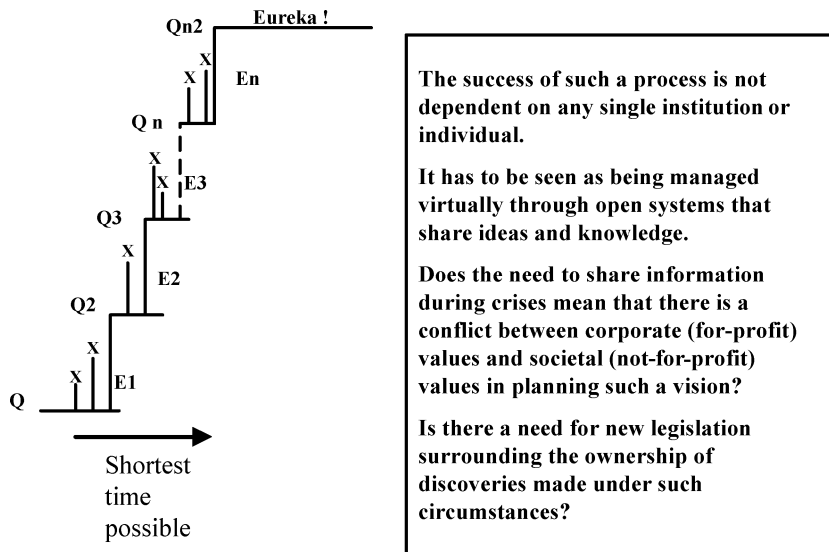 Qn2
Eureka !
X
X
En
Q n
X
X
E3
Q3
X
E2
Q2
X
X
E1
Q
Shortest
time
possible
The success of such a process is not
dependent on any single institution or
individual.
It has to be seen as being managed
virtually through open systems that
share ideas and knowledge.
Does the need to share information
during crises mean that there is a
conflict between corporate (for-profit)
values and societal (not-for-profit)
values in planning such a vision?
Is there a need for new legislation
surrounding the ownership of
discoveries made under such
circumstances?